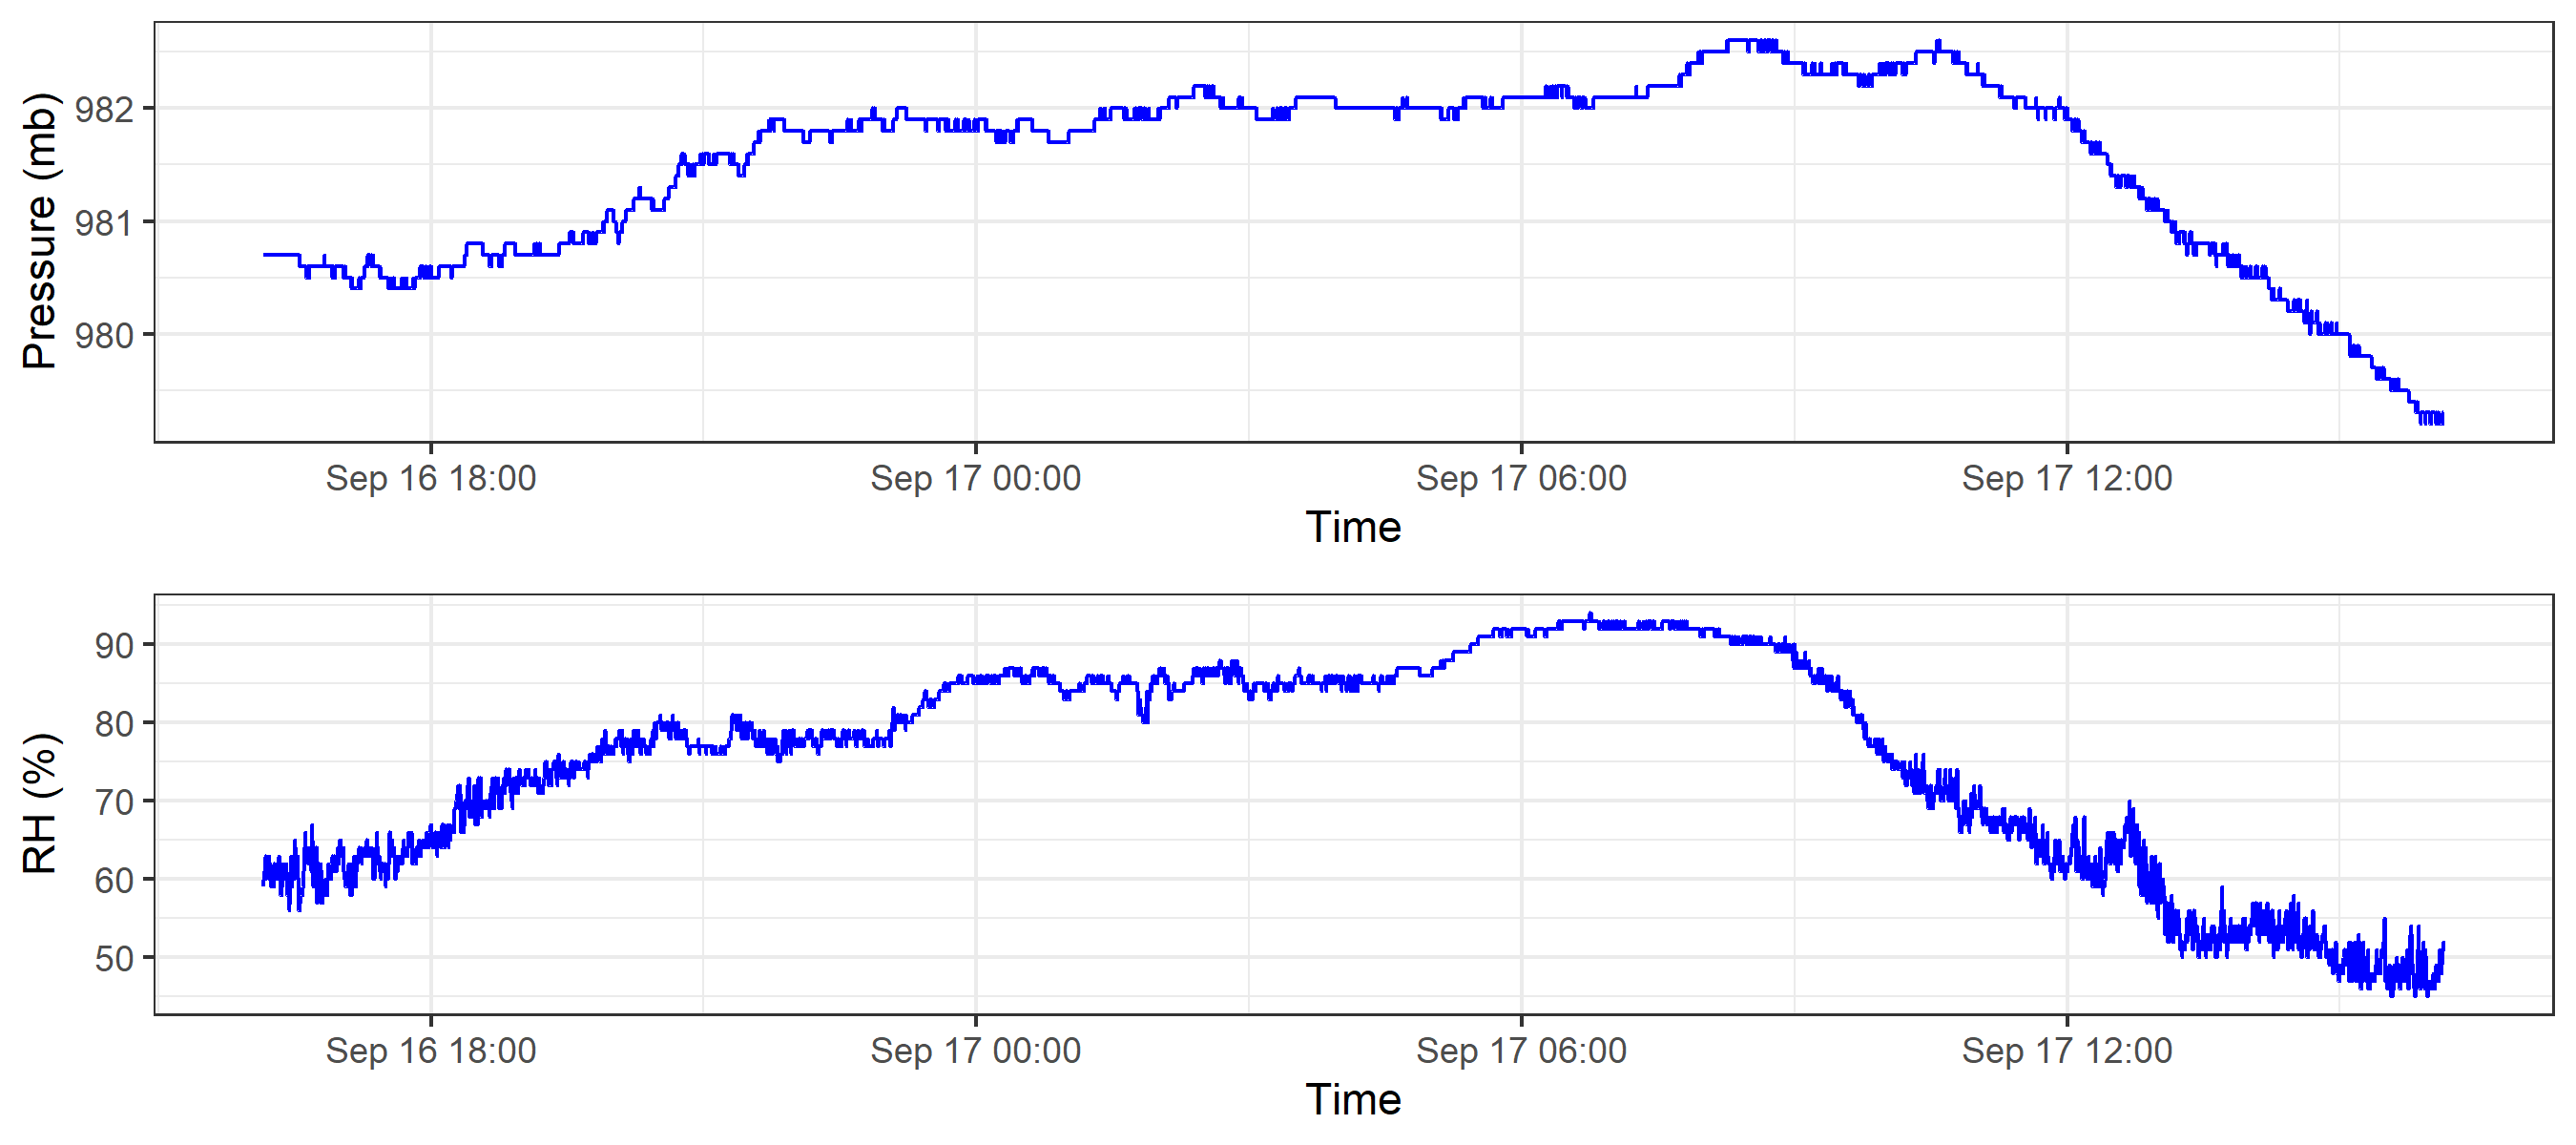 Pressure (mb)
982
981
980
Sep 16 18:00
Sep 17 00:00
Sep 17 06:00
Sep 17 12:00
Time
RH (%)
90
80
70
60
50
Sep 16 18:00
Sep 17 00:00
Sep 17 06:00
Sep 17 12:00
Time